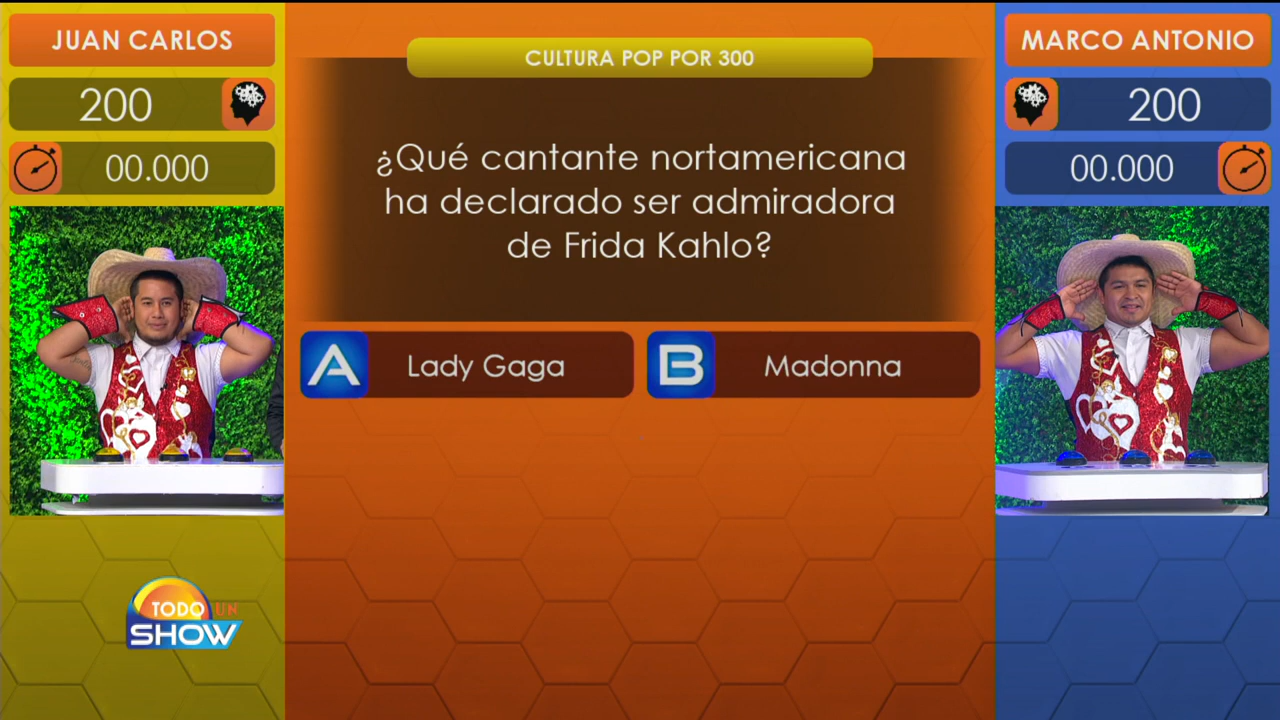 JUAN CARLOS
200
00.000
CULTURA POP POR 300
¿Qué cantante nortamericana
ha declarado ser admiradora
de Frida Kahlo?
A Lady Gaga
B Madonna
MARCO ANTONIO
200
00.000
TODO UN
SHOW